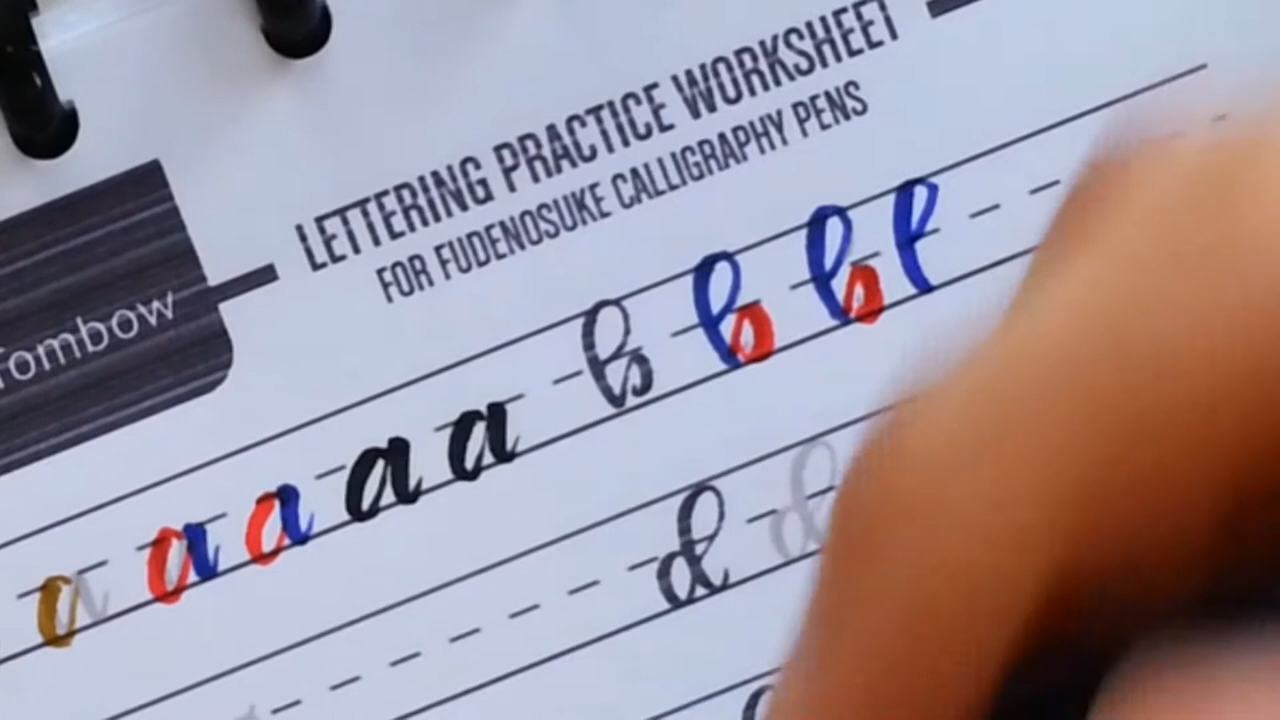 LETTERING PRACTICE WORKSHEET
FOR FUDENOSUKE CALLIGRAPHY PENS
Tombow
a a a a a b b b l
d d